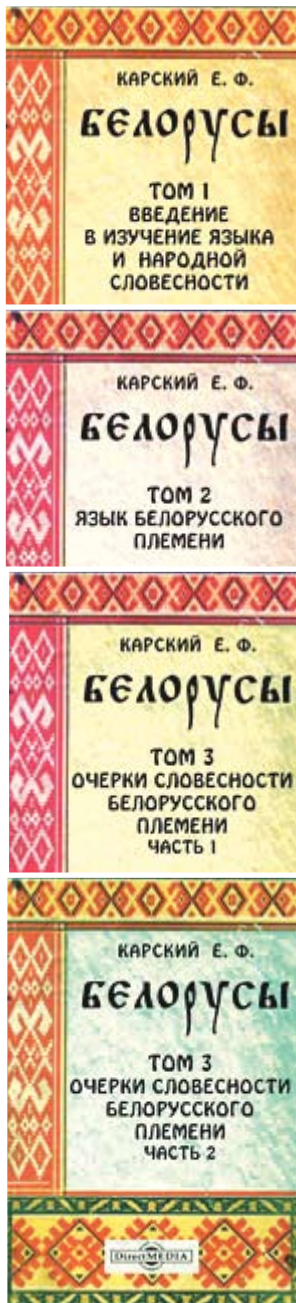 КАРСКИЙ Е. Ф.
БЕЛОРУСЫ
ТОМ 1
ВВЕДЕНИЕ
В ИЗУЧЕНИЕ ЯЗЫКА
И НАРОДНОЙ
СЛОВЕСНОСТИ
КАРСКИЙ Е. Ф.
БЕЛОРУСЫ
ТОМ 2
ЯЗЫК БЕЛОРУССКОГО
ПЛЕМЕНИ
КАРСКИЙ Е. Ф.
БЕЛОРУСЫ
ТОМ 3
ОЧЕРКИ СЛОВЕСНОСТИ
БЕЛОРУССКОГО
ПЛЕМЕНИ
ЧАСТЬ 1
КАРСКИЙ Е. Ф.
БЕЛОРУСЫ
ТОМ 3
ОЧЕРКИ СЛОВЕСНОСТИ
БЕЛОРУССКОГО
ПЛЕМЕНИ
ЧАСТЬ 2
DirectMEDIA